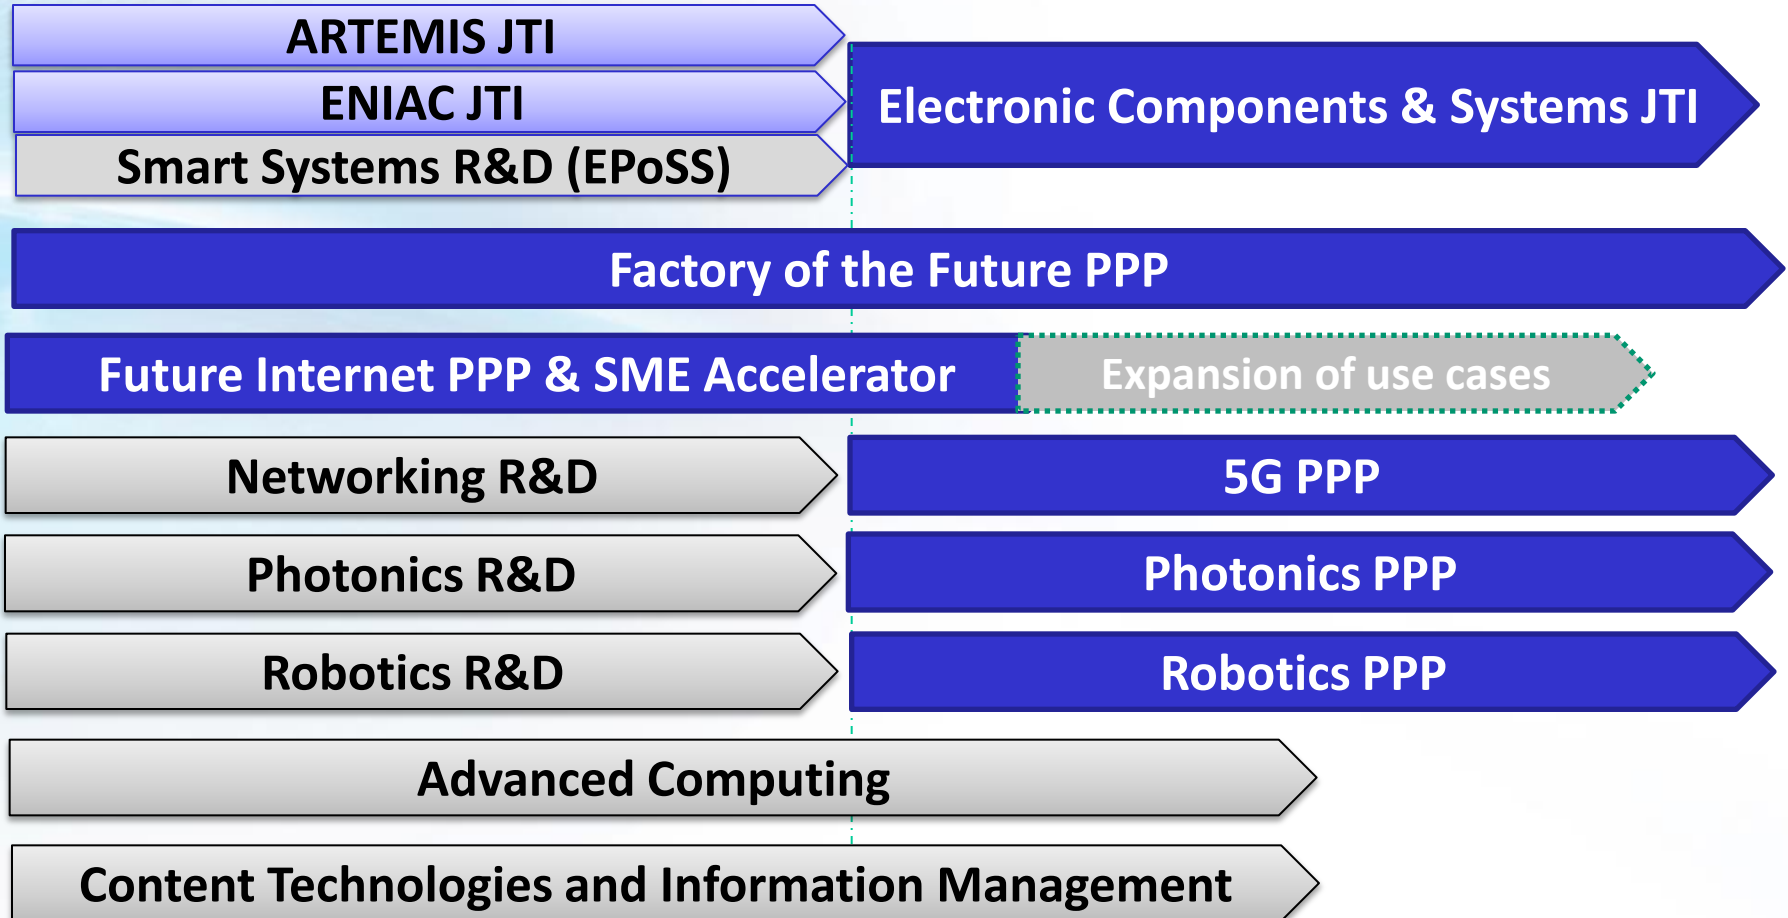 ARTEMIS JTI
ENIAC JTI
Smart Systems R&D (EPoSS)
Electronic Components & Systems JTI
Factory of the Future PPP
Future Internet PPP & SME Accelerator
Expansion of use cases
Networking R&D
5G PPP
Photonics R&D
Photonics PPP
Robotics R&D
Robotics PPP
Advanced Computing
Content Technologies and Information Management